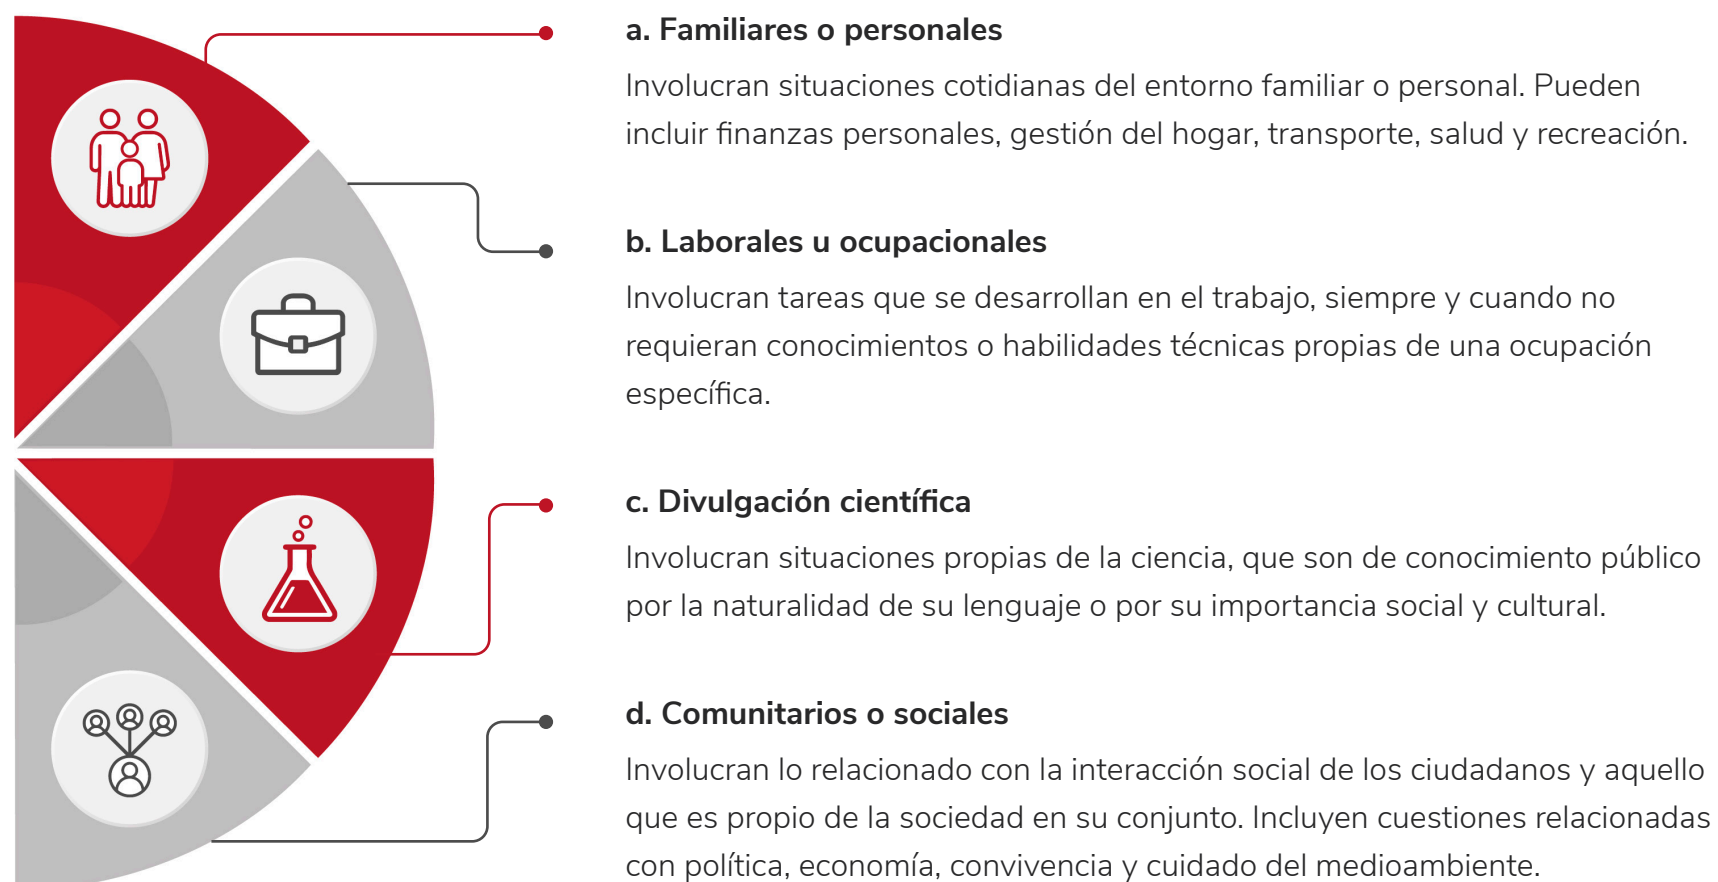 a. Familiares o personales
Involucran situaciones cotidianas del entorno familiar o personal. Pueden
incluir finanzas personales, gestión del hogar, transporte, salud y recreación.
b. Laborales u ocupacionales
Involucran tareas que se desarrollan en el trabajo, siempre y cuando no
requieran conocimientos o habilidades técnicas propias de una ocupación
específica.
c. Divulgación científica
Involucran situaciones propias de la ciencia, que son de conocimiento público
por la naturalidad de su lenguaje o por su importancia social y cultural.
d. Comunitarios o sociales
Involucran lo relacionado con la interacción social de los ciudadanos y aquello
que es propio de la sociedad en su conjunto. Incluyen cuestiones relacionadas
con política, economía, convivencia y cuidado del medioambiente.